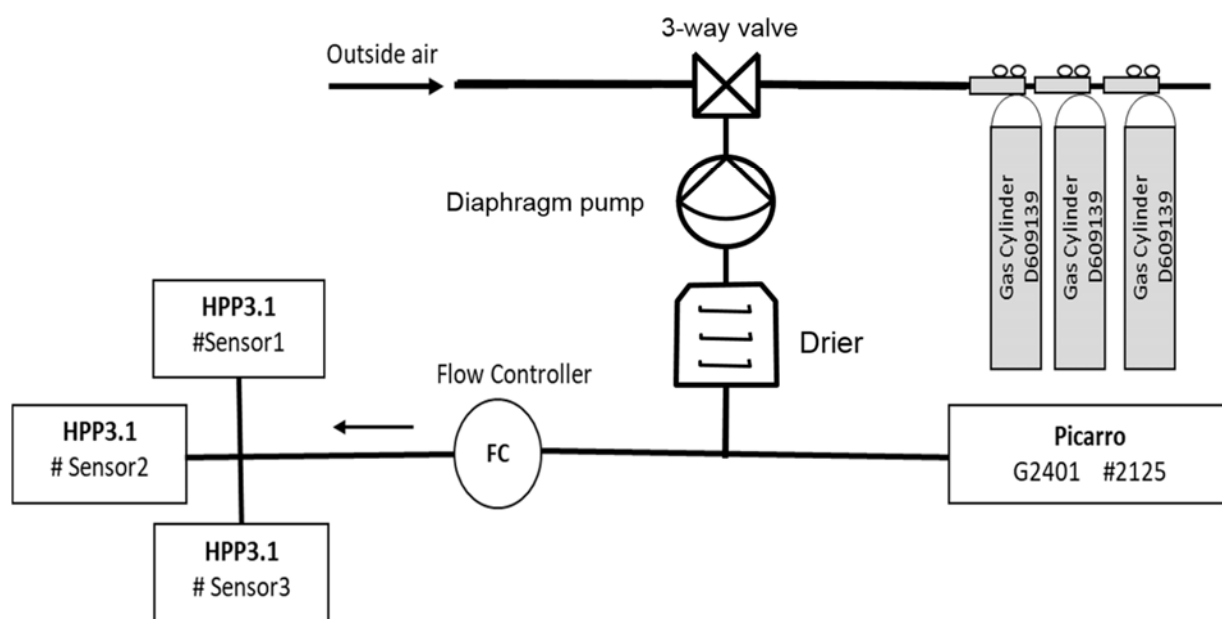 3-way valve
Outside air
Gas Cylinder
D609139
Gas Cylinder
D609139
Gas Cylinder
D609139
Diaphragm pump
HPP3.1
#Sensor1
Drier
Flow Controller
HPP3.1
# Sensor2
FC
Picarro
G2401 #2125
HPP3.1
# Sensor3